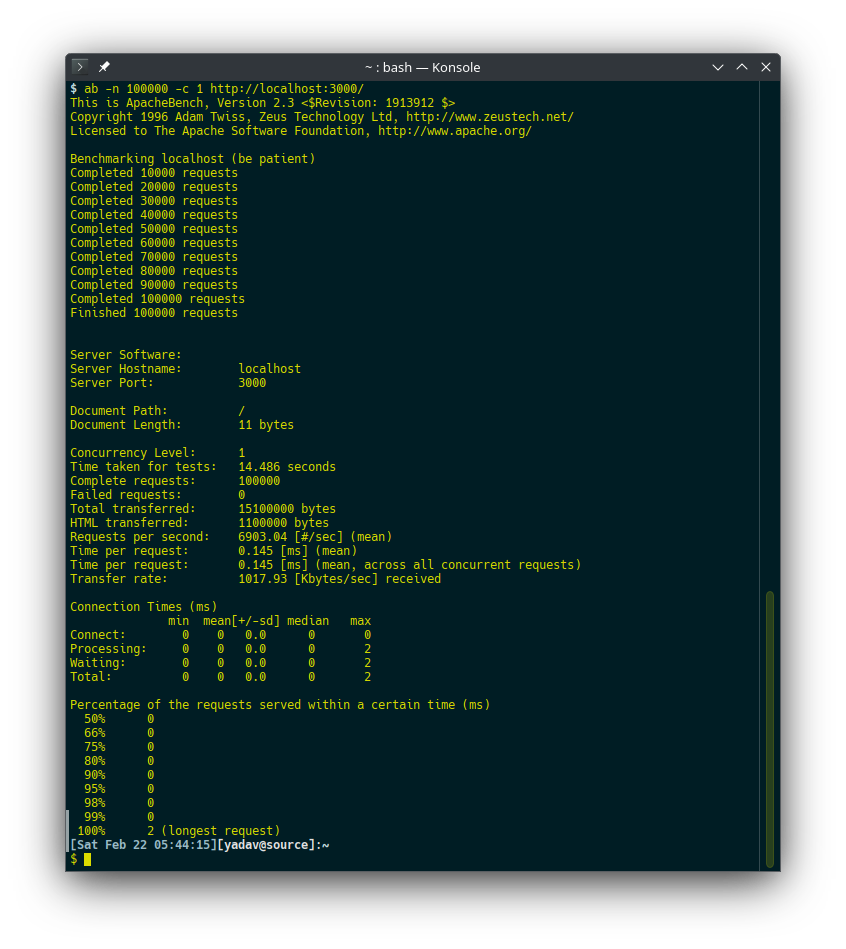 ~ : bash — Konsole
$ ab -n 100000 -c 1 http://localhost:3000/
This is ApacheBench, Version 2.3 <$Revision: 1913912 $>
Copyright 1996 Adam Twiss, Zeus Technology Ltd, http://www.zeustech.net/
Licensed to The Apache Software Foundation, http://www.apache.org/

Benchmarking localhost (be patient)
Completed 10000 requests
Completed 20000 requests
Completed 30000 requests
Completed 40000 requests
Completed 50000 requests
Completed 60000 requests
Completed 70000 requests
Completed 80000 requests
Completed 90000 requests
Completed 100000 requests
Finished 100000 requests


Server Software:
Server Hostname:        localhost
Server Port:            3000

Document Path:          /
Document Length:        11 bytes

Concurrency Level:      1
Time taken for tests:   14.486 seconds
Complete requests:      100000
Failed requests:        0
Total transferred:      15100000 bytes
HTML transferred:       1100000 bytes
Requests per second:    6903.04 [#/sec] (mean)
Time per request:       0.145 [ms] (mean)
Time per request:       0.145 [ms] (mean, across all concurrent requests)
Transfer rate:          1017.93 [Kbytes/sec] received

Connection Times (ms)
              min  mean[+/-sd] median   max
Connect:        0    0   0.0      0       0
Processing:     0    0   0.0      0       2
Waiting:        0    0   0.0      0       2
Total:          0    0   0.0      0       2

Percentage of the requests served within a certain time (ms)
  50%      0
  66%      0
  75%      0
  80%      0
  90%      0
  95%      0
  98%      0
  99%      0
 100%      2 (longest request)
[Sat Feb 22 05:44:15][yadav@source]:~
$